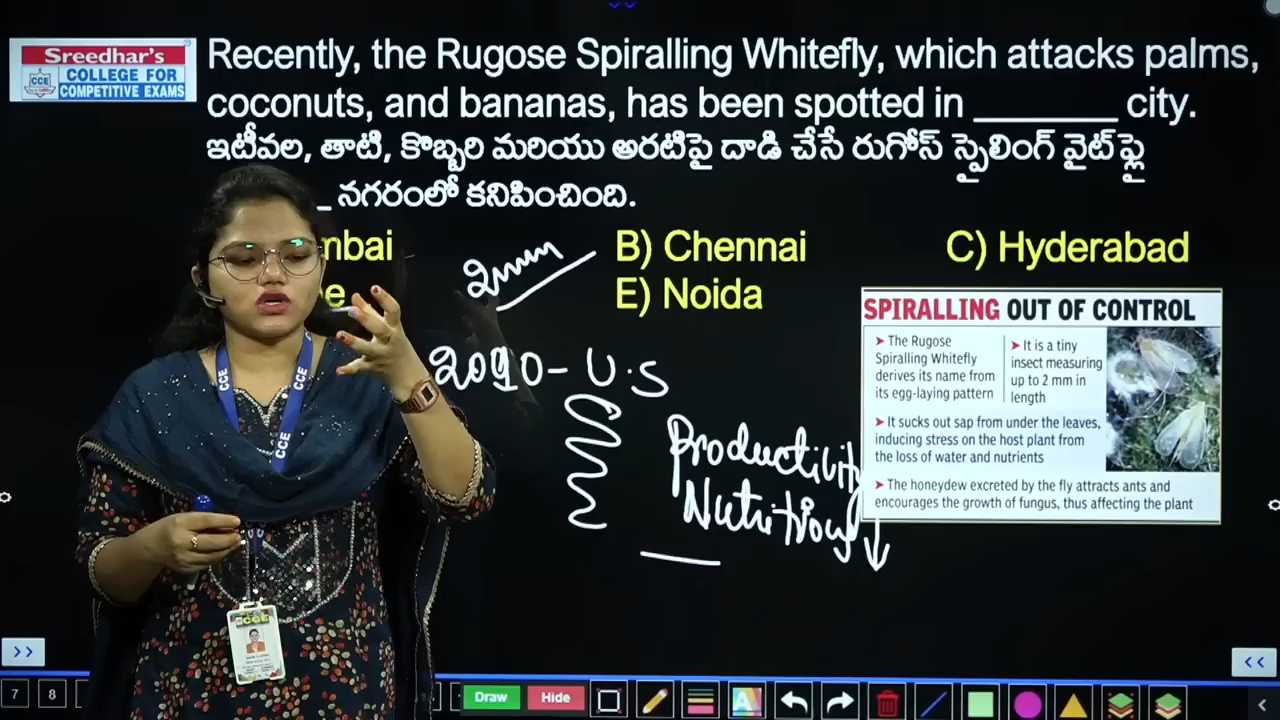 Sreedhar's
CCE
COLLEGE FOR
COMPETITIVE EXAMS
Recently, the Rugose Spiralling Whitefly, which attacks palms,
coconuts, and bananas, has been spotted in ________ city.
ఇటీవల, తాటి, కొబ్బరి మరియు అరటిపై దాడి చేసే రుగోస్ స్పైలింగ్ వైట్‌ఫ్లై
_ నగరంలో కనిపించింది.
mbai
B) Chennai
C) Hyderabad
e
E) Noida
2mm
2010 - U.S
Productivity
Nutrition
SPIRALLING OUT OF CONTROL
➤ The Rugose
Spiralling Whitefly
derives its name from
its egg-laying pattern
➤ It is a tiny
insect measuring
up to 2 mm in
length
➤ It sucks out sap from under the leaves,
inducing stress on the host plant from
the loss of water and nutrients
➤ The honeydew excreted by the fly attracts ants and
encourages the growth of fungus, thus affecting the plant
CCE
CCE
CCE
CCE
>>
<<
7
8
Draw
Hide
A
<